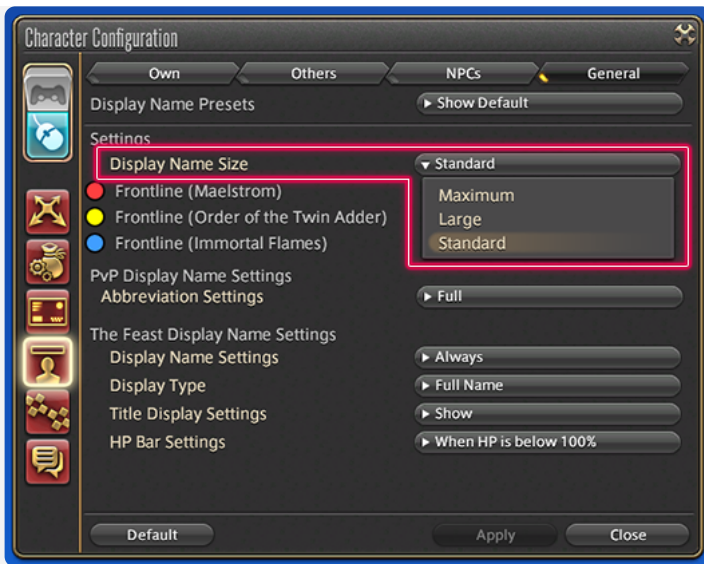 Character Configuration
Own Others NPCs General
Display Name Presets Show Default
Settings
Display Name Size Standard
Maximum
Large
Standard
Frontline (Maelstrom)
Frontline (Order of the Twin Adder)
Frontline (Immortal Flames)
PvP Display Name Settings
Abbreviation Settings Full
The Feast Display Name Settings
Display Name Settings Always
Display Type Full Name
Title Display Settings Show
HP Bar Settings When HP is below 100%
Default Apply Close